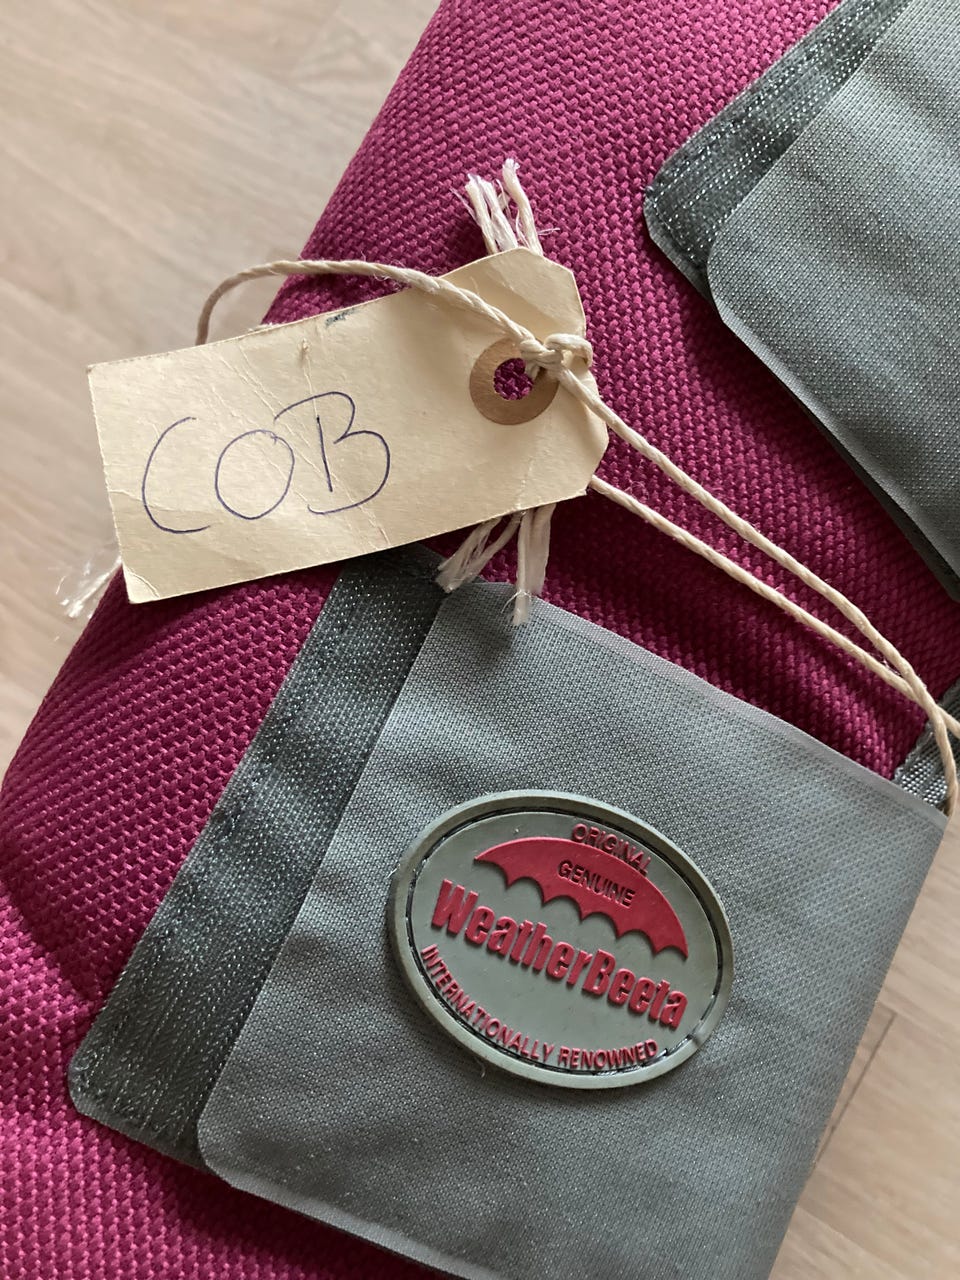 COB
ORIGINAL
GENUINE
WeatherBeeta
INTERNATIONALLY RENOWNED